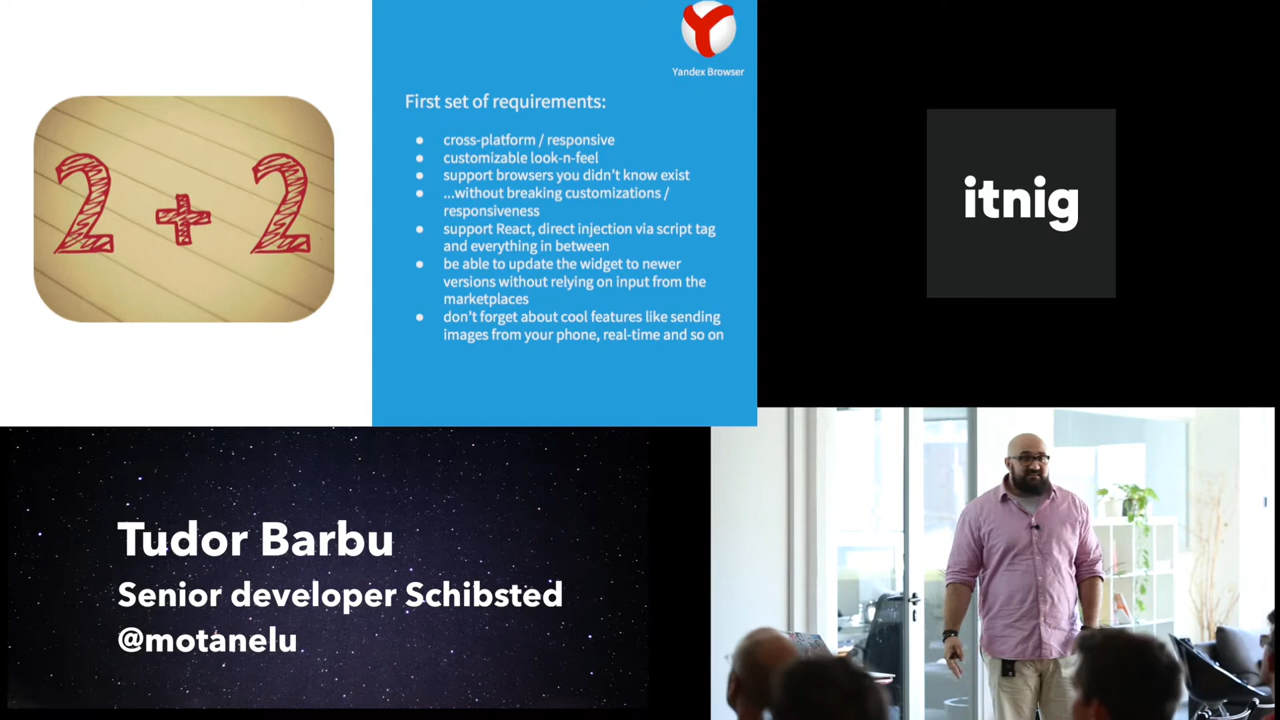 2 + 2
Yandex Browser
First set of requirements:
● cross-platform / responsive
● customizable look-n-feel
● support browsers you didn't know exist
● ...without breaking customizations /
responsiveness
● support React, direct injection via script tag
and everything in between
● be able to update the widget to newer
versions without relying on input from the
marketplaces
● don't forget about cool features like sending
images from your phone, real-time and so on
itnig
Tudor Barbu
Senior developer Schibsted
@motanelu